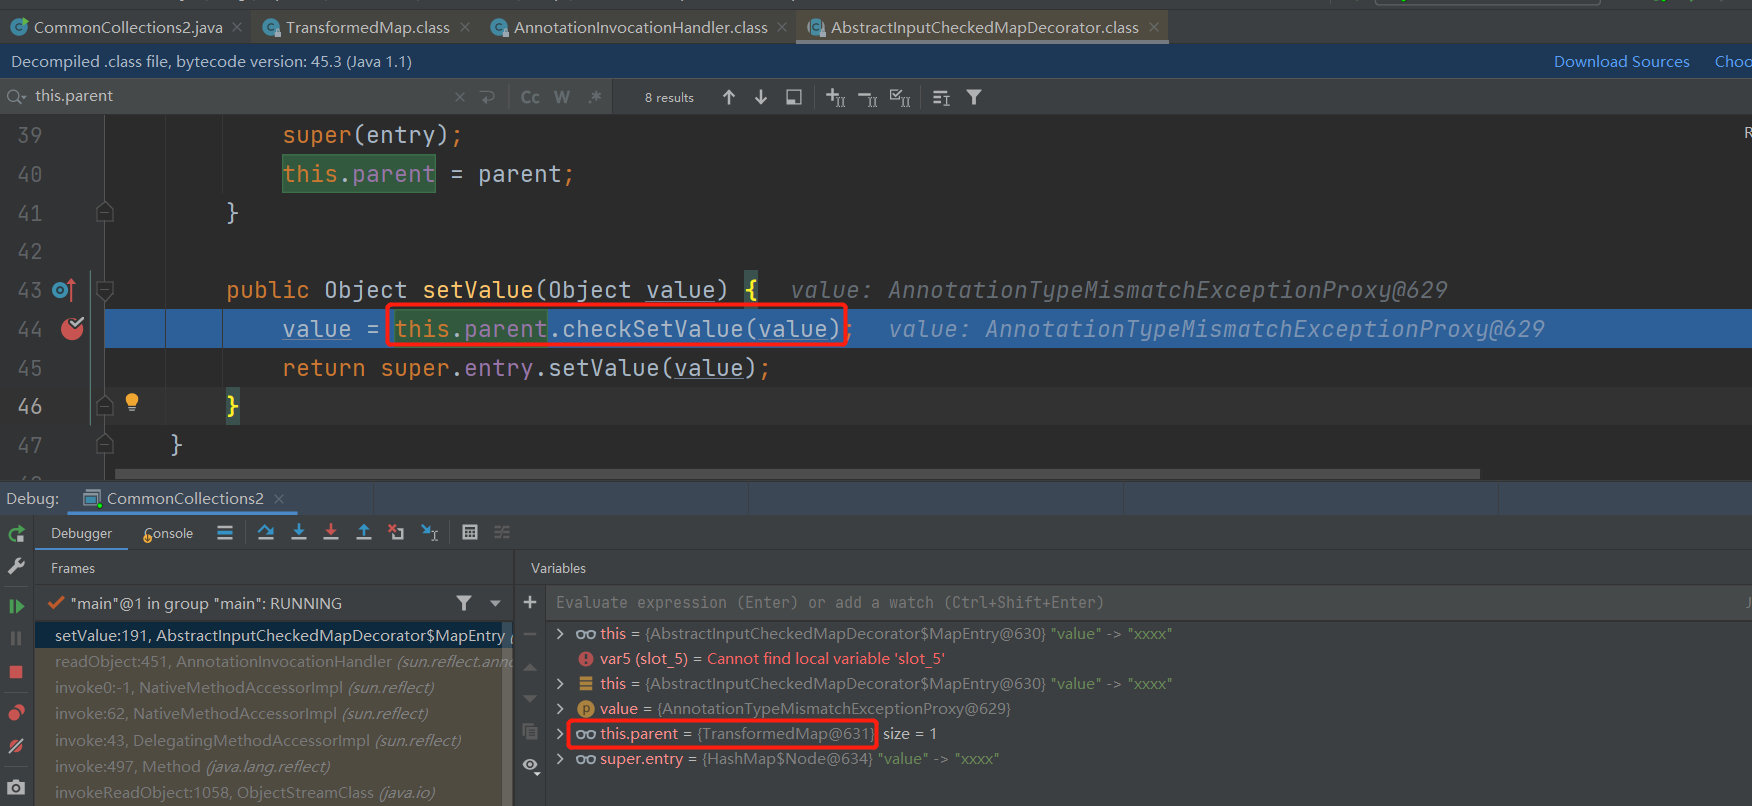 CommonCollections2.java TransformedMap.class AnnotationInvocationHandler.class AbstractInputCheckedMapDecorator.class
Decompiled .class file, bytecode version: 45.3 (Java 1.1) Download Sources Choo
this.parent Cc W .* 8 results
39 super(entry);
40 this.parent = parent;
41 }
42
43 public Object setValue(Object value) { value: AnnotationTypeMismatchExceptionProxy@629
44 value = this.parent.checkSetValue(value); value: AnnotationTypeMismatchExceptionProxy@629
45 return super.entry.setValue(value);
46 }
47 }
Debug: CommonCollections2
Debugger Console
Frames Variables
"main"@1 in group "main": RUNNING
Evaluate expression (Enter) or add a watch (Ctrl+Shift+Enter)
setValue:191, AbstractInputCheckedMapDecorator$MapEntry (
readObject:451, AnnotationInvocationHandler (sun.reflect.anno
invoke0:-1, NativeMethodAccessorImpl (sun.reflect)
invoke:62, NativeMethodAccessorImpl (sun.reflect)
invoke:43, DelegatingMethodAccessorImpl (sun.reflect)
invoke:497, Method (java.lang.reflect)
invokeReadObject:1058, ObjectStreamClass (java.io)
this = {AbstractInputCheckedMapDecorator$MapEntry@630} "value" -> "xxxx"
var5 (slot_5) = Cannot find local variable 'slot_5'
this = {AbstractInputCheckedMapDecorator$MapEntry@630} "value" -> "xxxx"
value = {AnnotationTypeMismatchExceptionProxy@629}
this.parent = {TransformedMap@631} size = 1
super.entry = {HashMap$Node@634} "value" -> "xxxx"